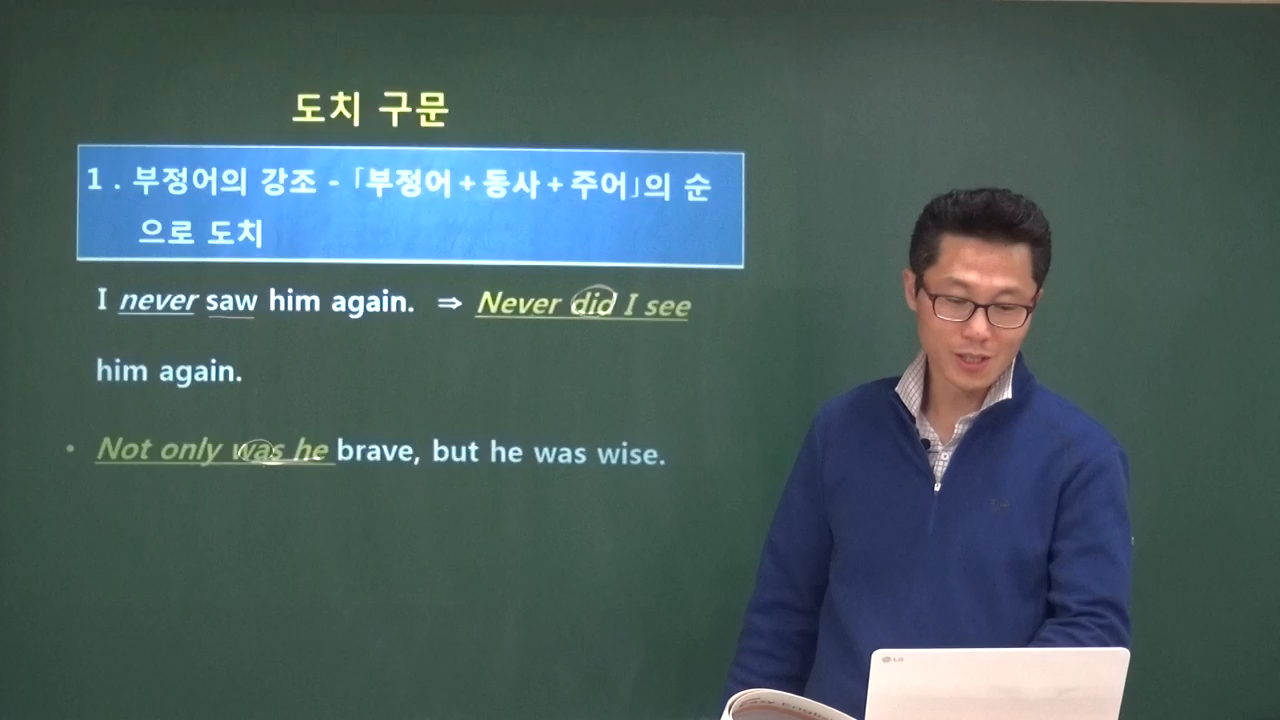 도치 구문
1 . 부정어의 강조 - 「부정어+동사+주어」의 순
으로 도치
I never saw him again. ⇒ Never did I see
him again.
• Not only was he brave, but he was wise.
LG